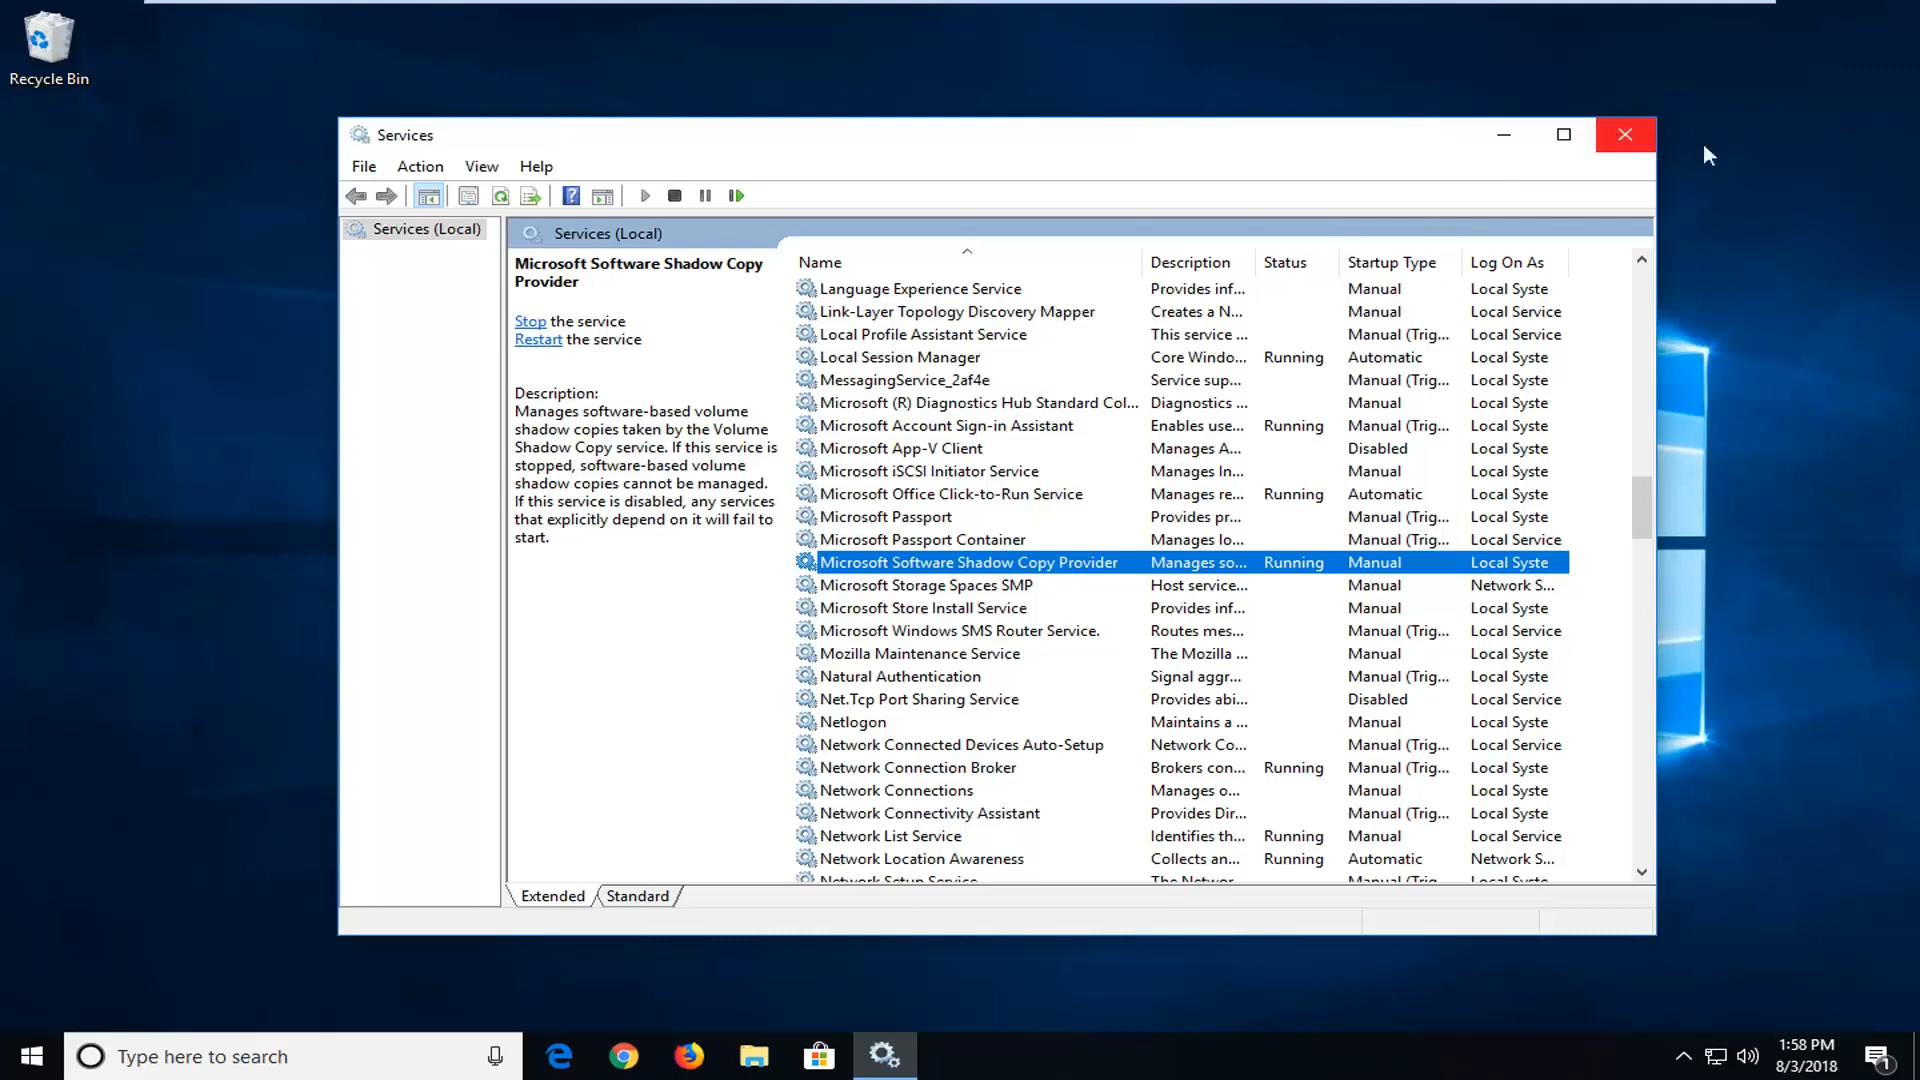 Recycle Bin
Services
File Action View Help
Services (Local)
Services (Local)
Microsoft Software Shadow Copy
Provider
Stop the service
Restart the service
Description:
Manages software-based volume
shadow copies taken by the Volume
Shadow Copy service. If this service is
stopped, software-based volume
shadow copies cannot be managed.
If this service is disabled, any services
that explicitly depend on it will fail to
start.
Name Description Status Startup Type Log On As
Language Experience Service Provides inf... Manual Local Syste
Link-Layer Topology Discovery Mapper Creates a N... Manual Local Service
Local Profile Assistant Service This service ... Manual (Trig... Local Service
Local Session Manager Core Windo... Running Automatic Local Syste
MessagingService_2af4e Service sup... Manual (Trig... Local Syste
Microsoft (R) Diagnostics Hub Standard Col... Diagnostics ... Manual Local Syste
Microsoft Account Sign-in Assistant Enables use... Running Manual (Trig... Local Syste
Microsoft App-V Client Manages A... Disabled Local Syste
Microsoft iSCSI Initiator Service Manages In... Manual Local Syste
Microsoft Office Click-to-Run Service Manages re... Running Automatic Local Syste
Microsoft Passport Provides pr... Manual (Trig... Local Syste
Microsoft Passport Container Manages lo... Manual (Trig... Local Service
Microsoft Software Shadow Copy Provider Manages so... Running Manual Local Syste
Microsoft Storage Spaces SMP Host service... Manual Network S...
Microsoft Store Install Service Provides inf... Manual Local Syste
Microsoft Windows SMS Router Service. Routes mes... Manual (Trig... Local Service
Mozilla Maintenance Service The Mozilla ... Manual Local Syste
Natural Authentication Signal aggr... Manual (Trig... Local Syste
Net.Tcp Port Sharing Service Provides abi... Disabled Local Service
Netlogon Maintains a ... Manual Local Syste
Network Connected Devices Auto-Setup Network Co... Manual (Trig... Local Service
Network Connection Broker Brokers con... Running Manual (Trig... Local Syste
Network Connections Manages o... Manual Local Syste
Network Connectivity Assistant Provides Dir... Manual (Trig... Local Syste
Network List Service Identifies th... Running Manual Local Service
Network Location Awareness Collects an... Running Automatic Network S...
Network Setup Service The Networ... Manual (Trig... Local Syste
Extended Standard
Type here to search
1:58 PM
8/3/2018
1